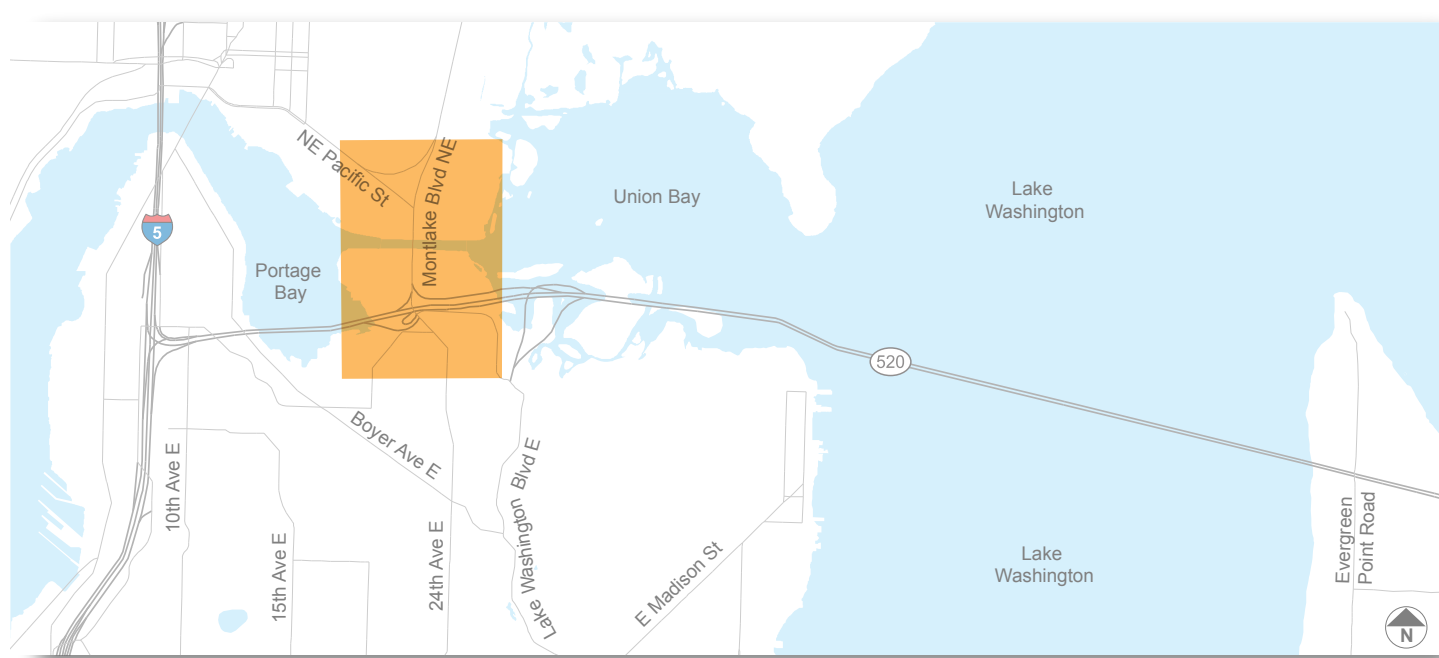 NE Pacific St
Montlake Blvd NE
Union Bay
Lake
Washington
5
Portage
Bay
520
Boyer Ave E
10th Ave E
15th Ave E
24th Ave E
Lake Washington Blvd E
E Madison St
Lake
Washington
Evergreen
Point Road
N